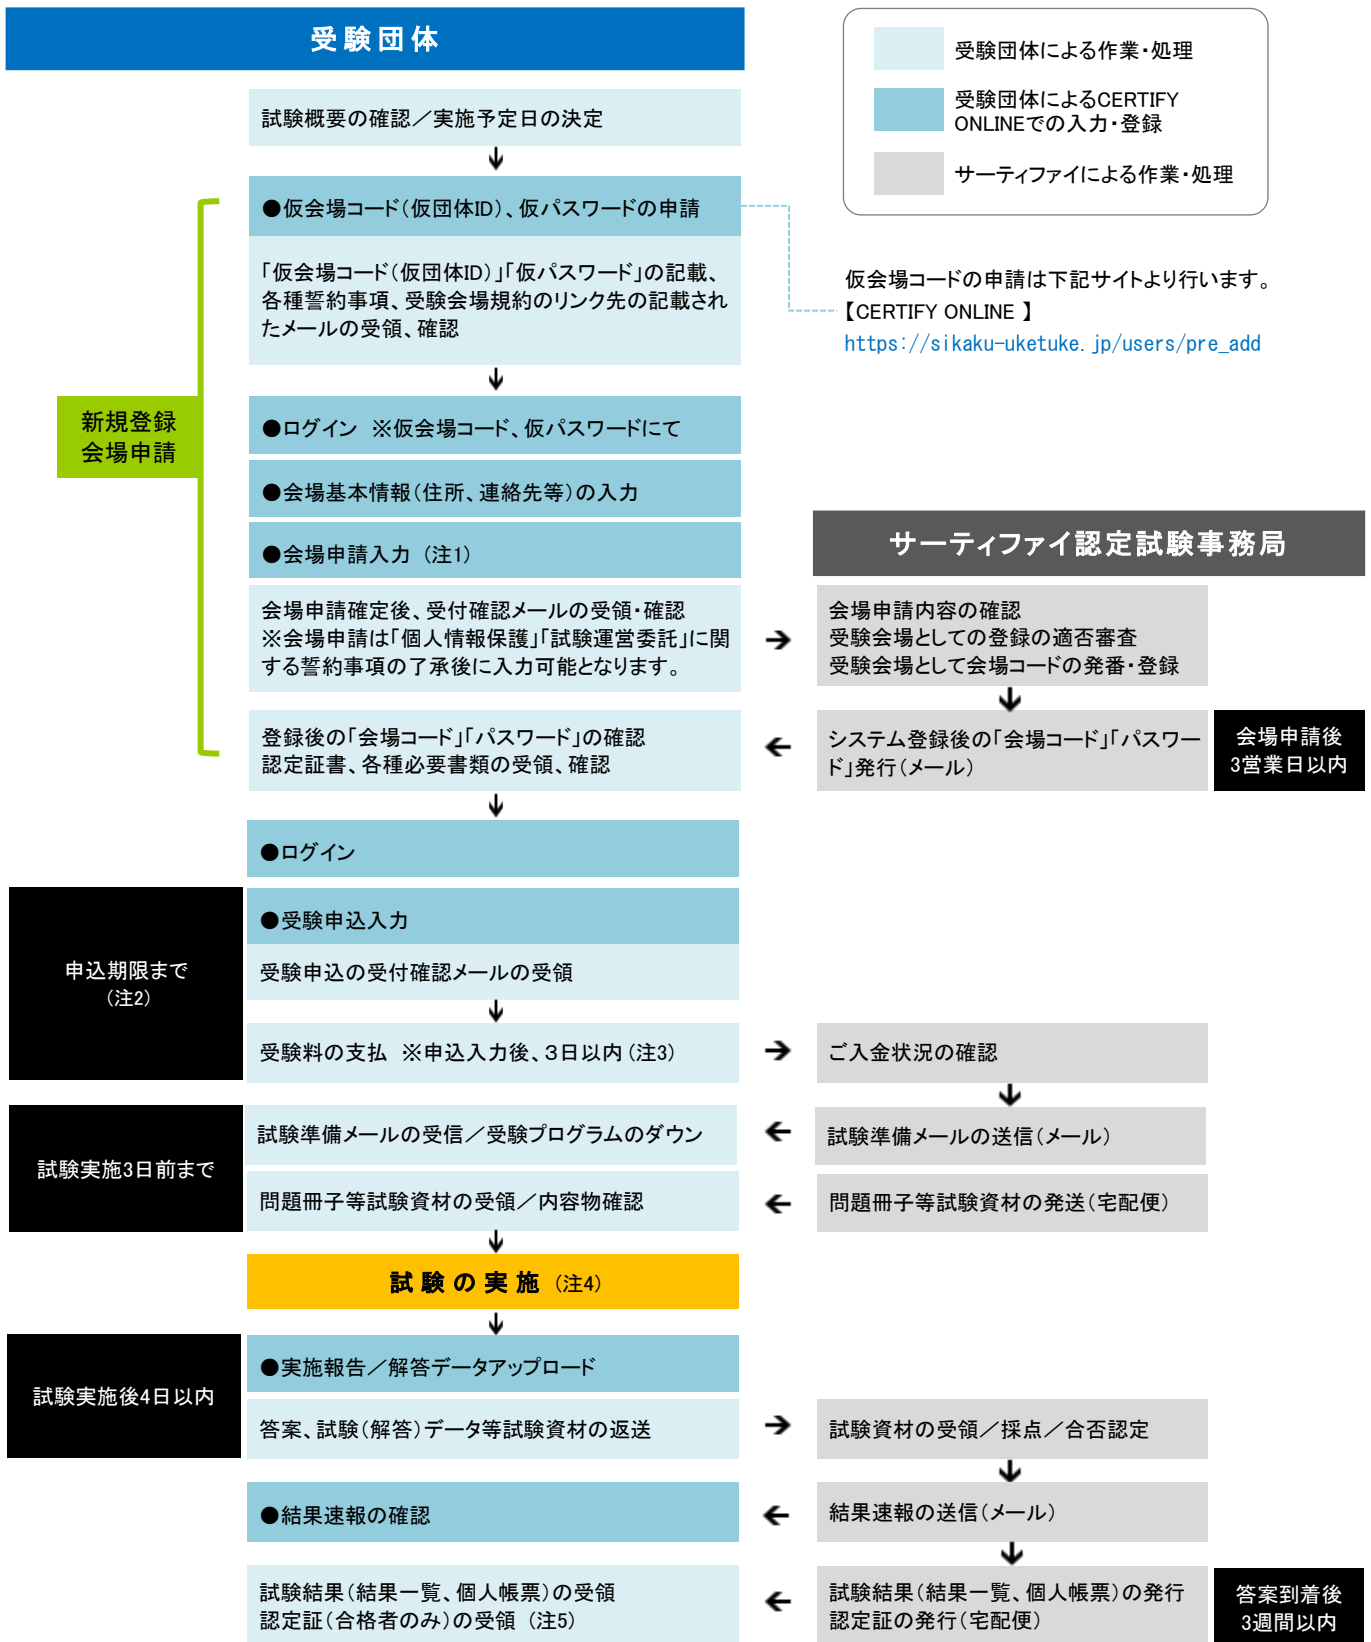 受験団体
受験団体による作業・処理
受験団体によるCERTIFY
ONLINEでの入力・登録
サーティファイによる作業・処理
試験概要の確認／実施予定日の決定
●仮会場コード（仮団体ID）、仮パスワードの申請
「仮会場コード（仮団体ID）」「仮パスワード」の記載、
各種誓約事項、受験会場規約のリンク先の記載され
たメールの受領、確認
仮会場コードの申請は下記サイトより行います。
【CERTIFY ONLINE 】
https://sikaku-uketuke.jp/users/pre_add
新規登録
会場申請
●ログイン　※仮会場コード、仮パスワードにて
●会場基本情報（住所、連絡先等）の入力
●会場申請入力（注1）
サーティファイ認定試験事務局
会場申請確定後、受付確認メールの受領・確認
※会場申請は「個人情報保護」「試験運営委託」に関
する誓約事項の了承後に入力可能となります。
会場申請内容の確認
受験会場としての登録の適否審査
受験会場として会場コードの発番・登録
登録後の「会場コード」「パスワード」の確認
認定証書、各種必要書類の受領、確認
システム登録後の「会場コード」「パスワー
ド」発行（メール）
会場申請後
3営業日以内
●ログイン
申込期限まで
（注2）
●受験申込入力
受験申込の受付確認メールの受領
受験料の支払　※申込入力後、３日以内（注3）
ご入金状況の確認
試験実施3日前まで
試験準備メールの受信／受験プログラムのダウン
試験準備メールの送信（メール）
問題冊子等試験資材の受領／内容物確認
問題冊子等試験資材の発送（宅配便）
試験の実施（注4）
試験実施後4日以内
●実施報告／解答データアップロード
答案、試験（解答）データ等試験資材の返送
試験資材の受領／採点／合否認定
●結果速報の確認
結果速報の送信（メール）
試験結果（結果一覧、個人帳票）の受領
認定証（合格者のみ）の受領（注5）
試験結果（結果一覧、個人帳票）の発行
認定証の発行（宅配便）
答案到着後
3週間以内